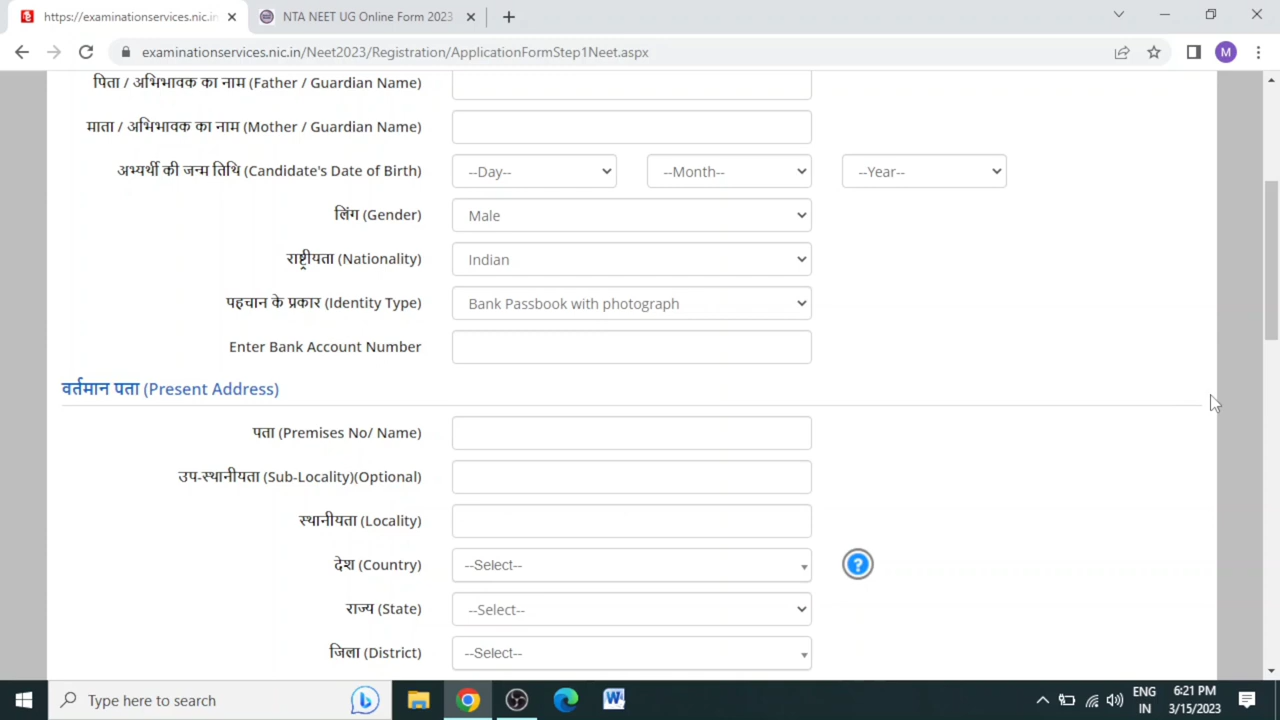 https://examinationservices.nic.in
NTA NEET UG Online Form 2023
examinationservices.nic.in/Neet2023/Registration/ApplicationFormStep1Neet.aspx
M
पिता / अभिभावक का नाम (Father / Guardian Name)
माता / अभिभावक का नाम (Mother / Guardian Name)
अभ्यर्थी की जन्म तिथि (Candidate's Date of Birth) --Day-- --Month-- --Year--
लिंग (Gender) Male
राष्ट्रीयता (Nationality) Indian
पहचान के प्रकार (Identity Type) Bank Passbook with photograph
Enter Bank Account Number
वर्तमान पता (Present Address)
पता (Premises No/ Name)
उप-स्थानीयता (Sub-Locality)(Optional)
स्थानीयता (Locality)
देश (Country) --Select-- ?
राज्य (State) --Select--
जिला (District) --Select--
Type here to search
ENG 6:21 PM
IN 3/15/2023